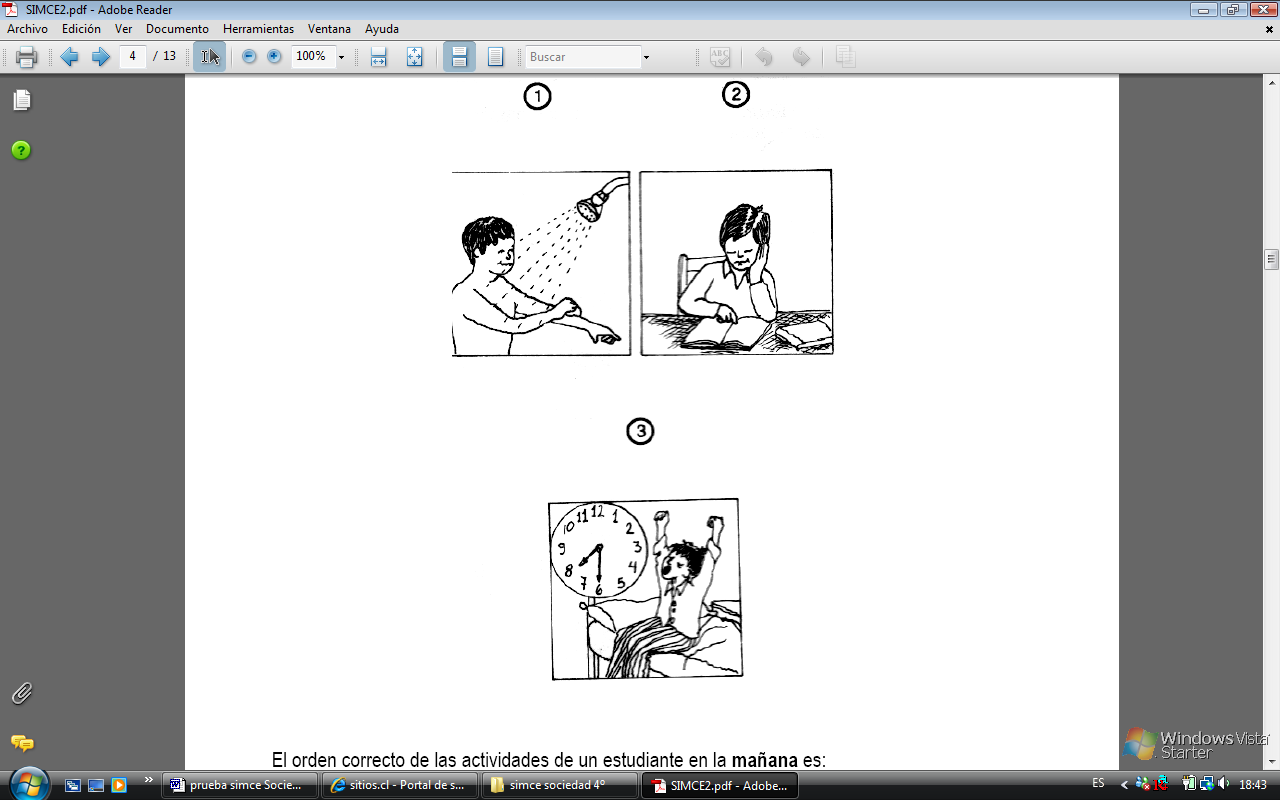 SIMCE2.pdf - Adobe Reader
Archivo Edición Ver Documento Herramientas Ventana Ayuda
4 / 13 100% Buscar
1 2
3
11 12 1
10 2
9 3
8 4
7 6 5
El orden correcto de las actividades de un estudiante en la mañana es:
Windows Vista
Starter
prueba simce Socie... sitios.cl - Portal de s... simce sociedad 4º SIMCE2.pdf - Adobe... ES 18:43